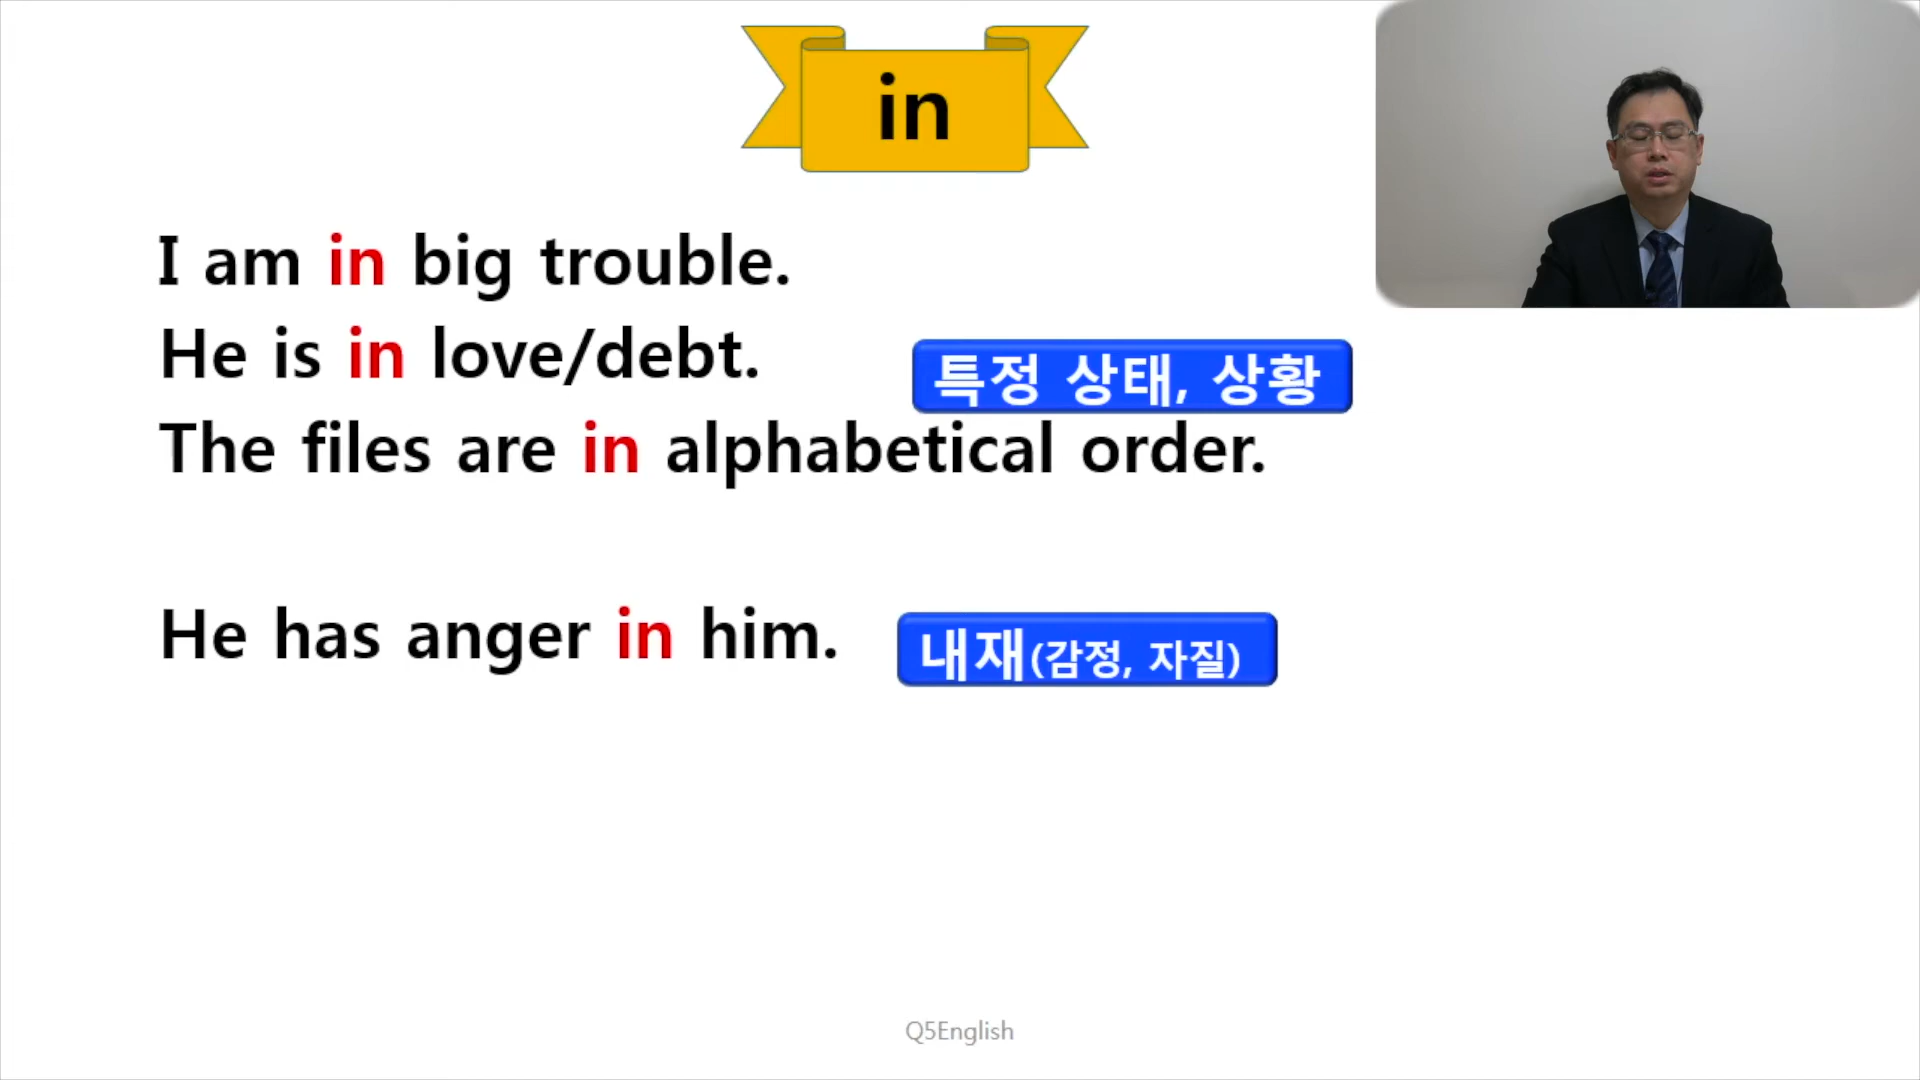 in
I am in big trouble.
He is in love/debt.
특정 상태, 상황
The files are in alphabetical order.
He has anger in him.
내재(감정, 자질)
Q5English